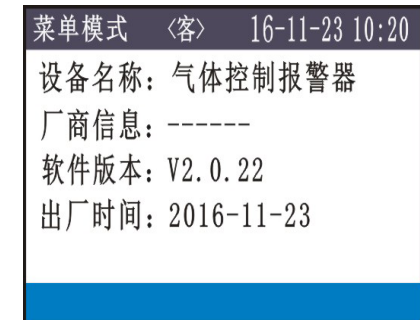 菜单模式 〈客〉 16-11-23 10:20
设备名称：气体控制报警器
厂商信息：------
软件版本：V2.0.22
出厂时间：2016-11-23